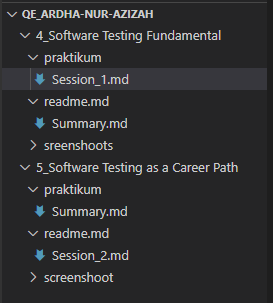 QE_ARDHA-NUR-AZIZAH
4_Software Testing Fundamental
praktikum
Session_1.md
readme.md
Summary.md
sreenshoots
5_Software Testing as a Career Path
praktikum
Summary.md
readme.md
Session_2.md
screenshoot